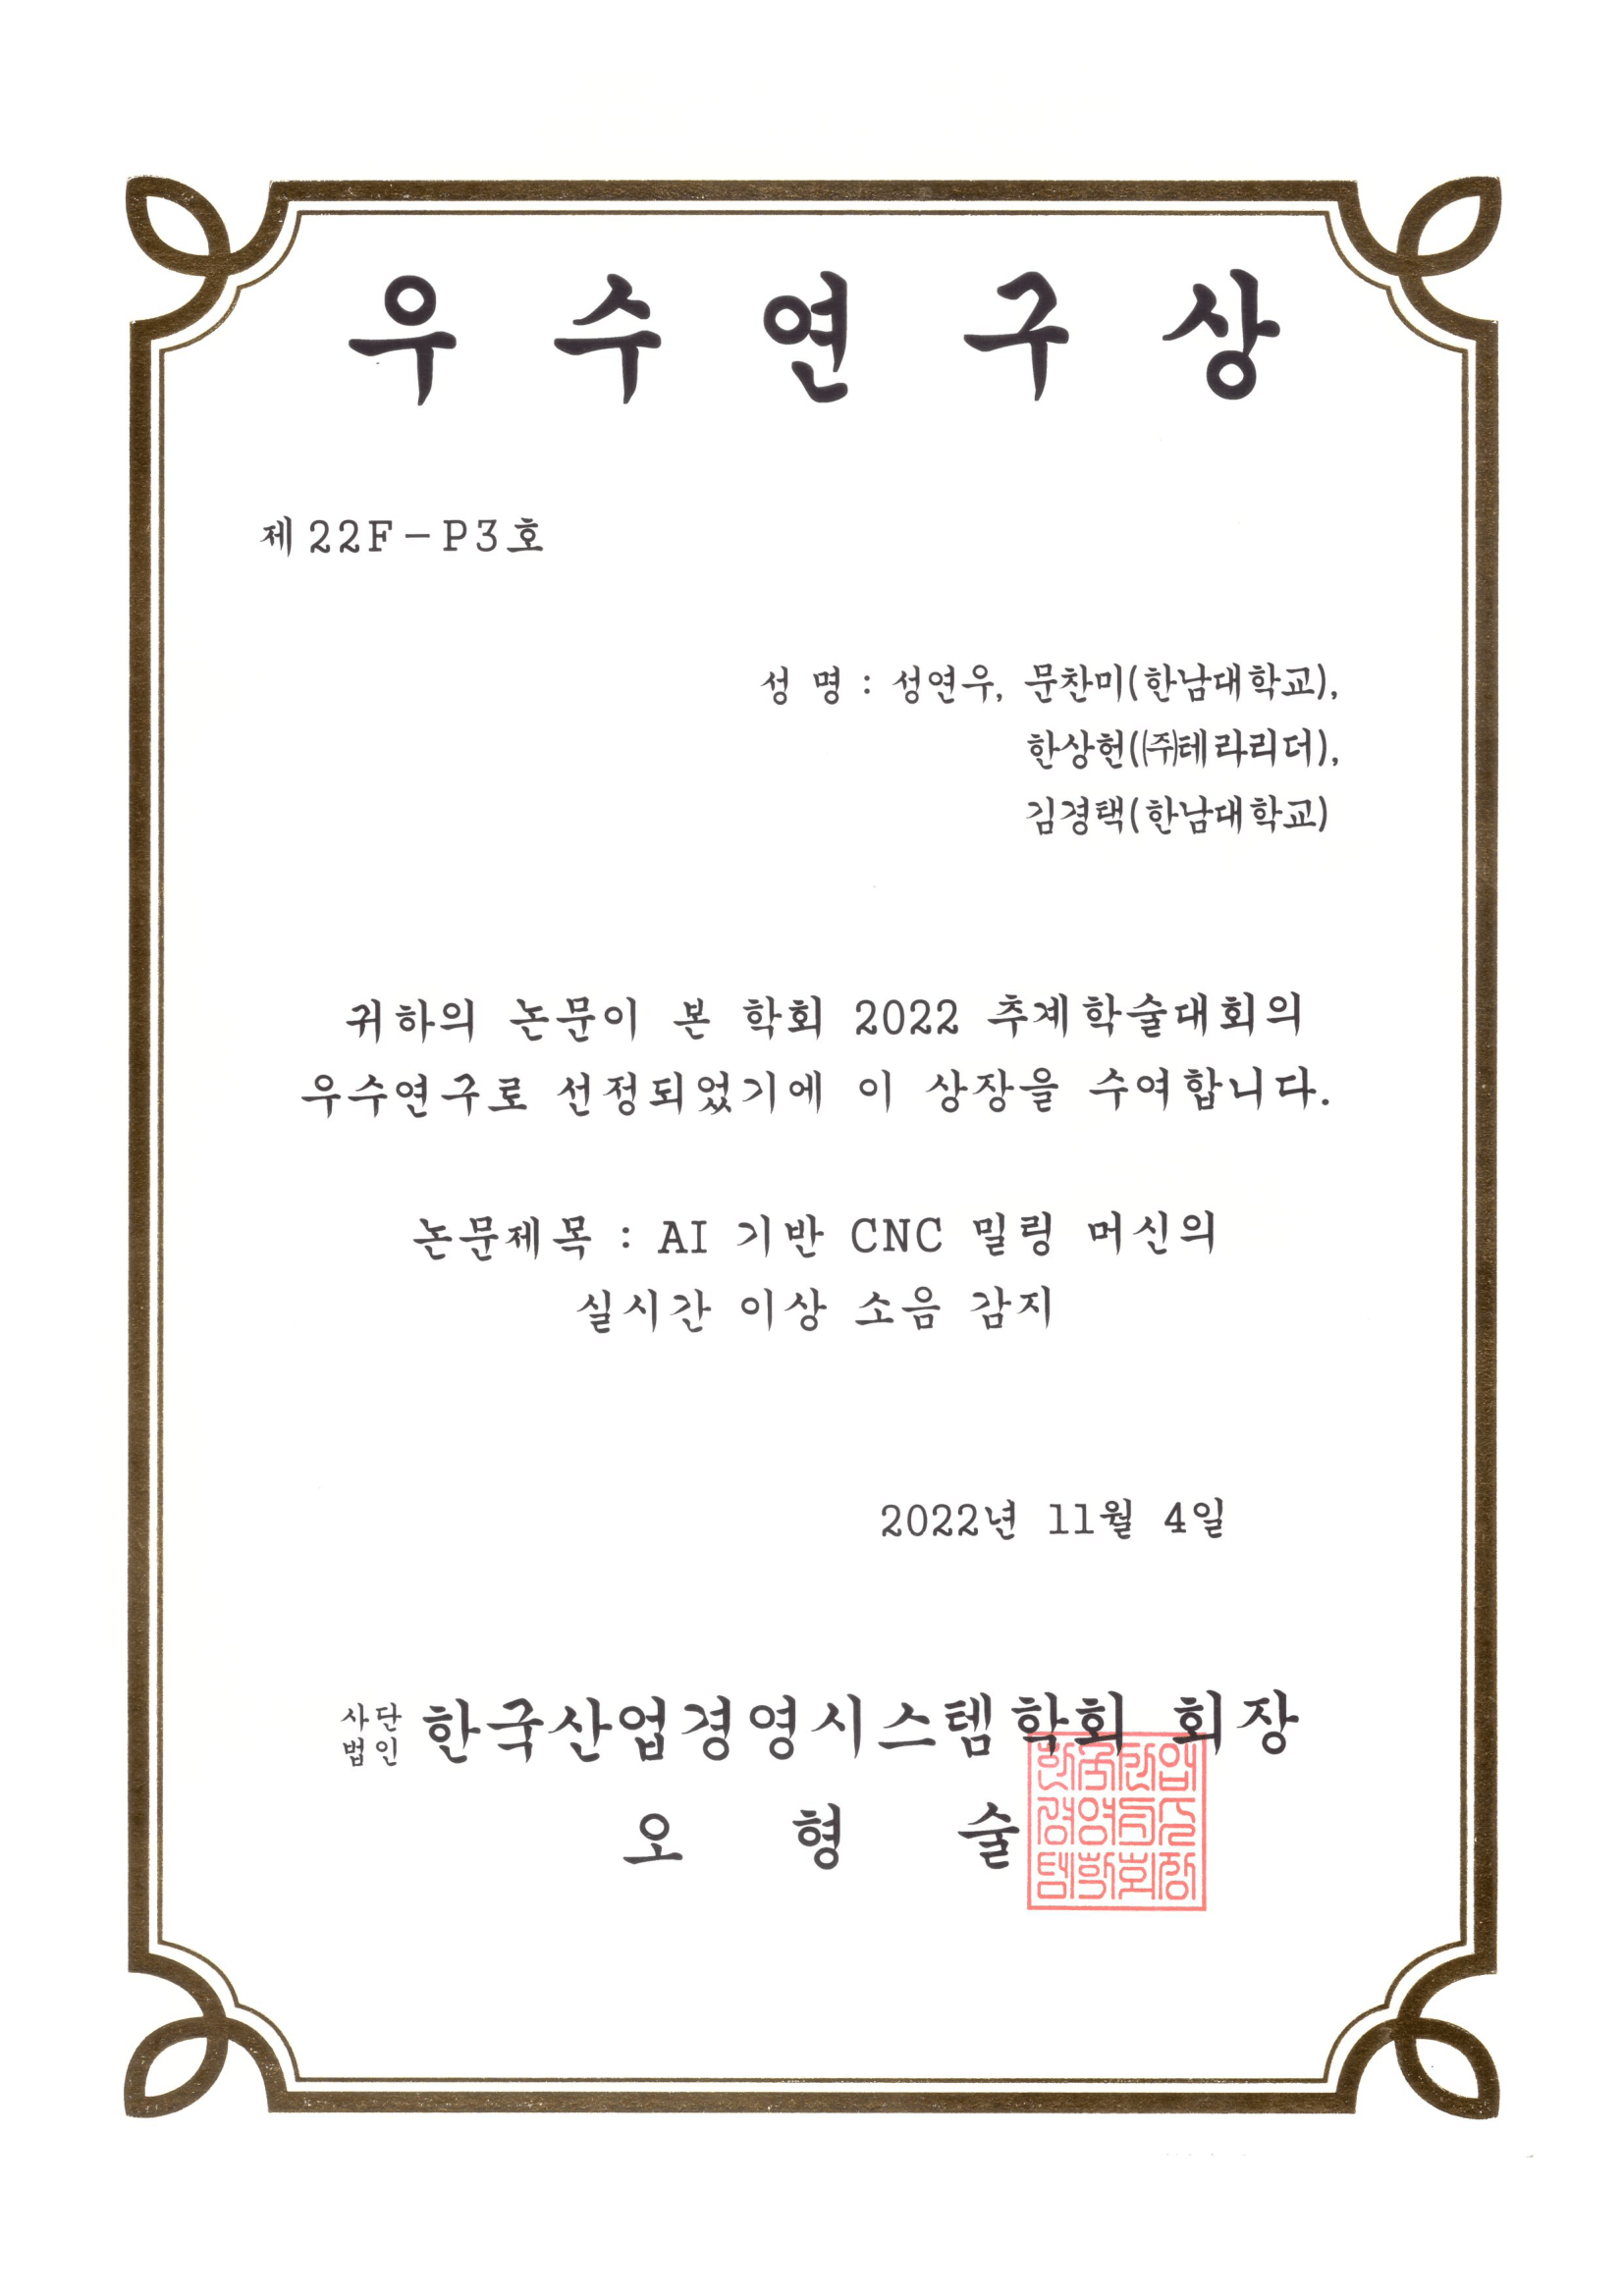 우 수 연 구 상
제 22F-P3 호
성 명 : 성연우, 문찬미(한남대학교),
한상헌(㈜테라리더),
김경택(한남대학교)
귀하의 논문이 본 학회 2022 추계학술대회의
우수연구로 선정되었기에 이 상장을 수여합니다.
논문제목 : AI 기반 CNC 밀링 머신의
실시간 이상 소음 감지
2022년 11월 4일
사단
법인 한국산업경영시스템학회 회장
오 형 술
한국산업
경영시스
템학회장